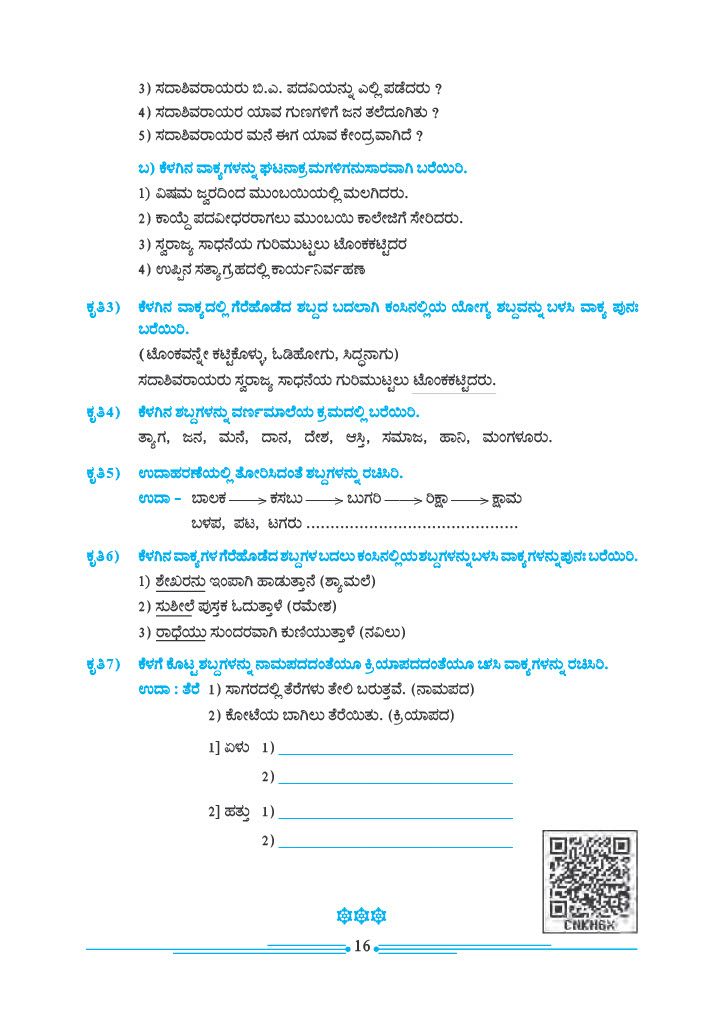 3) ಸದಾಶಿವರಾಯರು ಬಿ.ಎ. ಪದವಿಯನ್ನು ಎಲ್ಲಿ ಪಡೆದರು ?
4) ಸದಾಶಿವರಾಯರ ಯಾವ ಗುಣಗಳಿಗೆ ಜನ ತಲೆದೂಗಿತು ?
5) ಸದಾಶಿವರಾಯರ ಮನೆ ಈಗ ಯಾವ ಕೇಂದ್ರವಾಗಿದೆ ?
ಬ) ಕೆಳಗಿನ ವಾಕ್ಯಗಳನ್ನು ಘಟನಾಕ್ರಮಗಳಿಗನುಸಾರವಾಗಿ ಬರೆಯಿರಿ.
1) ವಿಷಮ ಜ್ವರದಿಂದ ಮುಂಬಯಿಯಲ್ಲಿ ಮಲಗಿದರು.
2) ಕಾಯ್ದೆ ಪದವೀಧರರಾಗಲು ಮುಂಬಯಿ ಕಾಲೇಜಿಗೆ ಸೇರಿದರು.
3) ಸ್ವರಾಜ್ಯ ಸಾಧನೆಯ ಗುರಿಮುಟ್ಟಲು ಟೊಂಕಕಟ್ಟಿದರ
4) ಉಪ್ಪಿನ ಸತ್ಯಾಗ್ರಹದಲ್ಲಿ ಕಾರ್ಯನಿರ್ವಹಣ
ಕೃತಿ3) ಕೆಳಗಿನ ವಾಕ್ಯದಲ್ಲಿ ಗೆರೆಹೊಡೆದ ಶಬ್ದದ ಬದಲಾಗಿ ಕಂಸಿನಲ್ಲಿಯ ಯೋಗ್ಯ ಶಬ್ದವನ್ನು ಬಳಸಿ ವಾಕ್ಯ ಪುನಃ
ಬರೆಯಿರಿ.
(ಟೊಂಕವನ್ನೇ ಕಟ್ಟಿಕೊಳ್ಳು, ಓಡಿಹೋಗು, ಸಿದ್ಧನಾಗು)
ಸದಾಶಿವರಾಯರು ಸ್ವರಾಜ್ಯ ಸಾಧನೆಯ ಗುರಿಮುಟ್ಟಲು ಟೊಂಕಕಟ್ಟಿದರು.
ಕೃತಿ4) ಕೆಳಗಿನ ಶಬ್ದಗಳನ್ನು ವರ್ಣಮಾಲೆಯ ಕ್ರಮದಲ್ಲಿ ಬರೆಯಿರಿ.
ತ್ಯಾಗ, ಜನ, ಮನೆ, ದಾನ, ದೇಶ, ಆಸ್ತಿ, ಸಮಾಜ, ಹಾನಿ, ಮಂಗಳೂರು.
ಕೃತಿ5) ಉದಾಹರಣೆಯಲ್ಲಿ ತೋರಿಸಿದಂತೆ ಶಬ್ದಗಳನ್ನು ರಚಿಸಿರಿ.
ಉದಾ – ಬಾಲಕ ——> ಕಸಬು ——> ಬುಗರಿ ——> ರಿಕ್ಷಾ ——> ಕ್ಷಾಮ
ಬಳಪ, ಪಟ, ಟಗರು ............................................
ಕೃತಿ6) ಕೆಳಗಿನ ವಾಕ್ಯಗಳ ಗೆರೆಹೊಡೆದ ಶಬ್ದಗಳ ಬದಲು ಕಂಸಿನಲ್ಲಿಯ ಶಬ್ದಗಳನ್ನು ಬಳಸಿ ವಾಕ್ಯಗಳನ್ನು ಪುನಃ ಬರೆಯಿರಿ.
1) ಶೇಖರನು ಇಂಪಾಗಿ ಹಾಡುತ್ತಾನೆ (ಶ್ಯಾಮಲೆ)
2) ಸುಶೀಲೆ ಪುಸ್ತಕ ಓದುತ್ತಾಳೆ (ರಮೇಶ)
3) ರಾಧೆಯು ಸುಂದರವಾಗಿ ಕುಣಿಯುತ್ತಾಳೆ (ನವಿಲು)
ಕೃತಿ7) ಕೆಳಗೆ ಕೊಟ್ಟ ಶಬ್ದಗಳನ್ನು ನಾಮಪದದಂತೆಯೂ ಕ್ರಿಯಾಪದದಂತೆಯೂ ಬಳಸಿ ವಾಕ್ಯಗಳನ್ನು ರಚಿಸಿರಿ.
ಉದಾ : ತೆರೆ 1) ಸಾಗರದಲ್ಲಿ ತೆರೆಗಳು ತೇಲಿ ಬರುತ್ತವೆ. (ನಾಮಪದ)
2) ಕೋಟೆಯ ಬಾಗಿಲು ತೆರೆಯಿತು. (ಕ್ರಿಯಾಪದ)
1] ಏಳು 1)
2)
2] ಹತ್ತು 1)
2)
CNKH6X
16